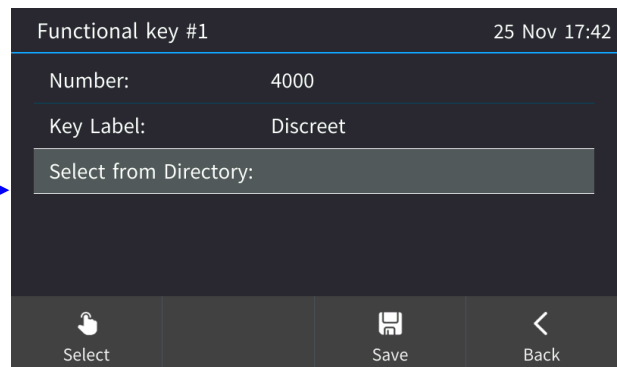 Functional key #1 25 Nov 17:42
Number: 4000
Key Label: Discreet
Select from Directory:
Select Save Back